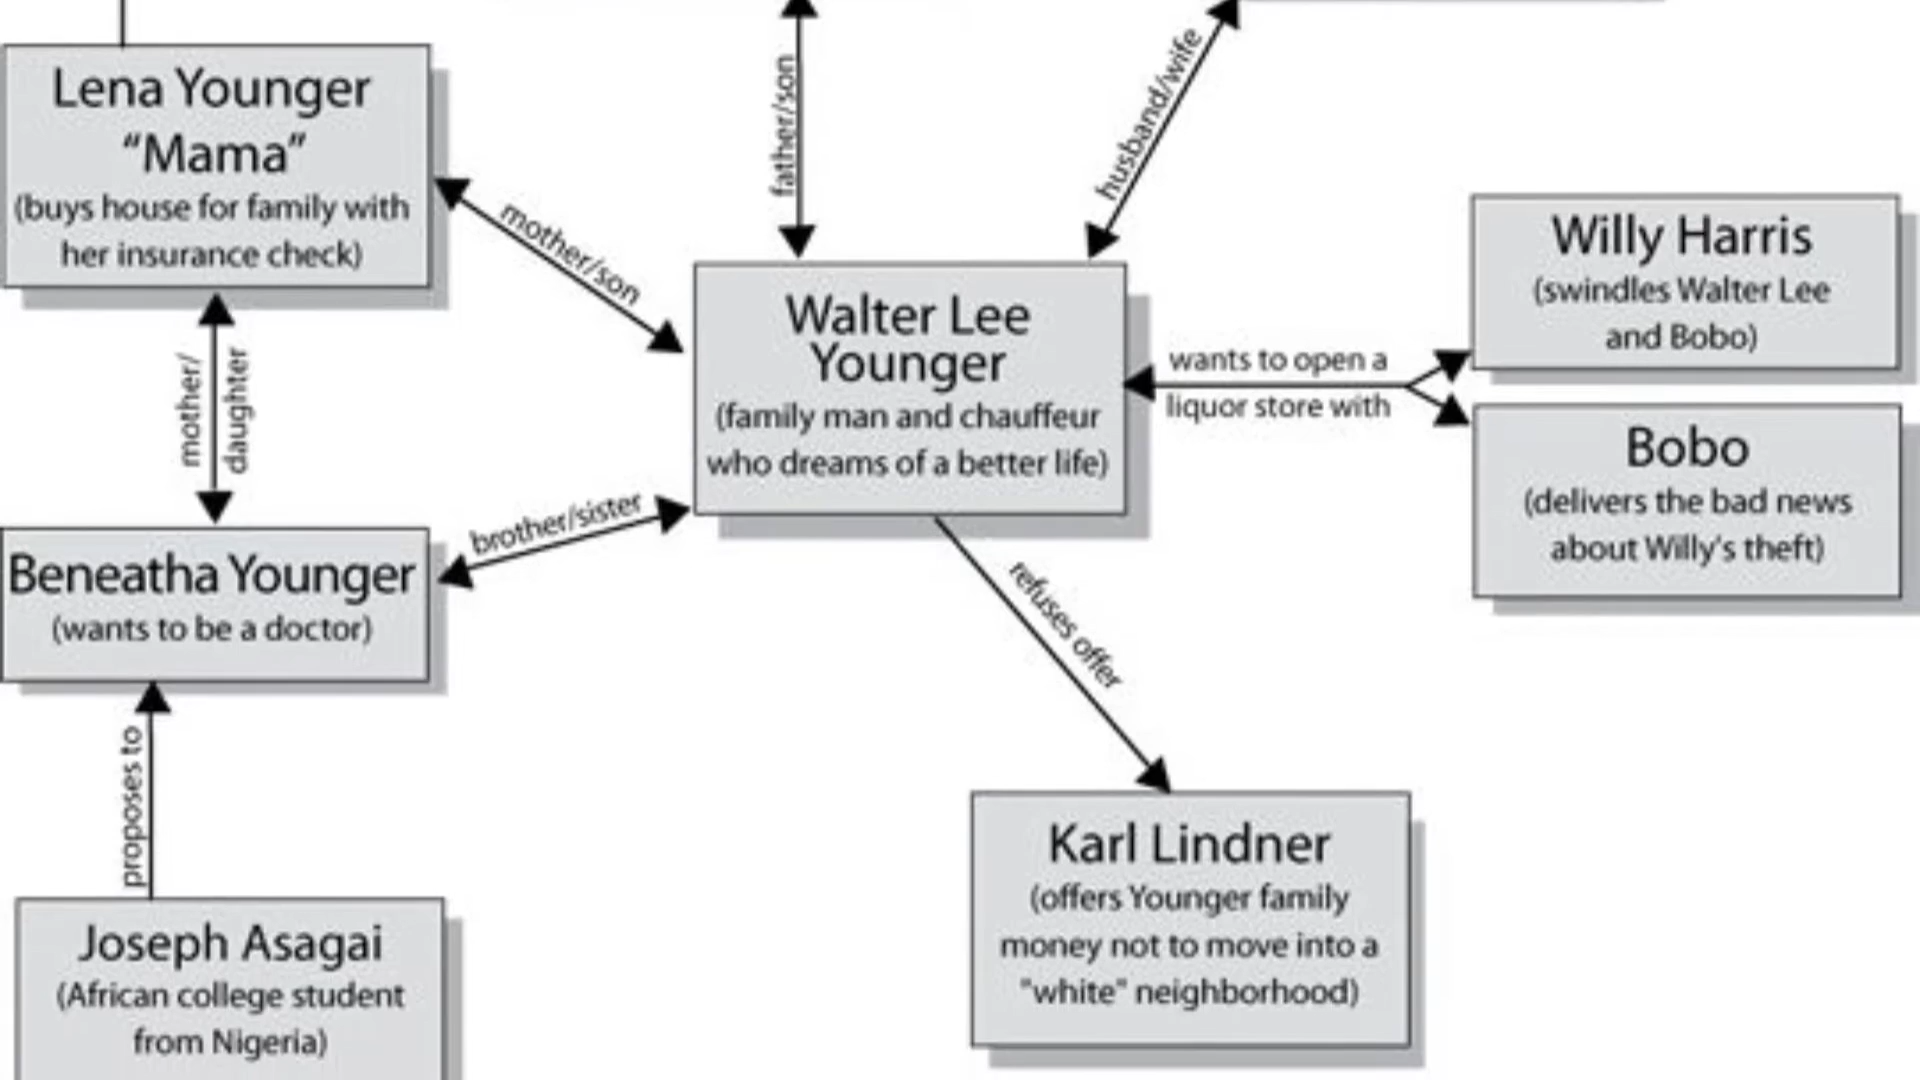 father/son
husband/wife
Lena Younger
“Mama”
(buys house for family with
her insurance check)
mother/son
Willy Harris
(swindles Walter Lee
and Bobo)
Walter Lee
Younger
(family man and chauffeur
who dreams of a better life)
wants to open a
liquor store with
Bobo
(delivers the bad news
about Willy's theft)
mother/
daughter
brother/sister
Beneatha Younger
(wants to be a doctor)
refuses offer
proposes to
Karl Lindner
(offers Younger family
money not to move into a
"white" neighborhood)
Joseph Asagai
(African college student
from Nigeria)